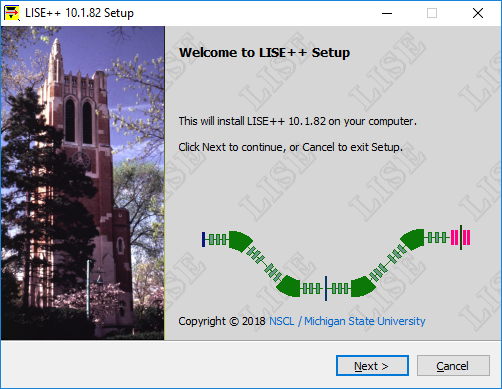 LISE++ 10.1.82 Setup
Welcome to LISE++ Setup
This will install LISE++ 10.1.82 on your computer.
Click Next to continue, or Cancel to exit Setup.
LISE
Copyright © 2018 NSCL / Michigan State University
Next >
Cancel